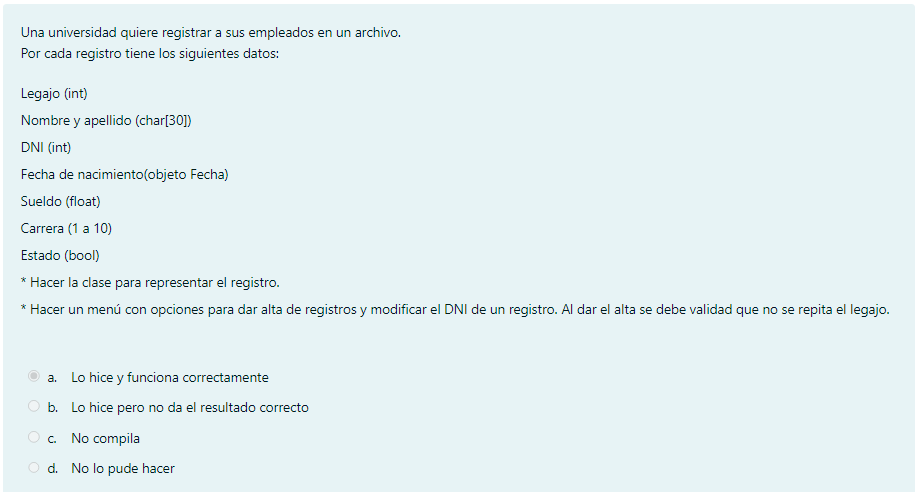 Una universidad quiere registrar a sus empleados en un archivo.
Por cada registro tiene los siguientes datos:
Legajo (int)
Nombre y apellido (char[30])
DNI (int)
Fecha de nacimiento(objeto Fecha)
Sueldo (float)
Carrera (1 a 10)
Estado (bool)
* Hacer la clase para representar el registro.
* Hacer un menú con opciones para dar alta de registros y modificar el DNI de un registro. Al dar el alta se debe validad que no se repita el legajo.
a. Lo hice y funciona correctamente
b. Lo hice pero no da el resultado correcto
c. No compila
d. No lo pude hacer